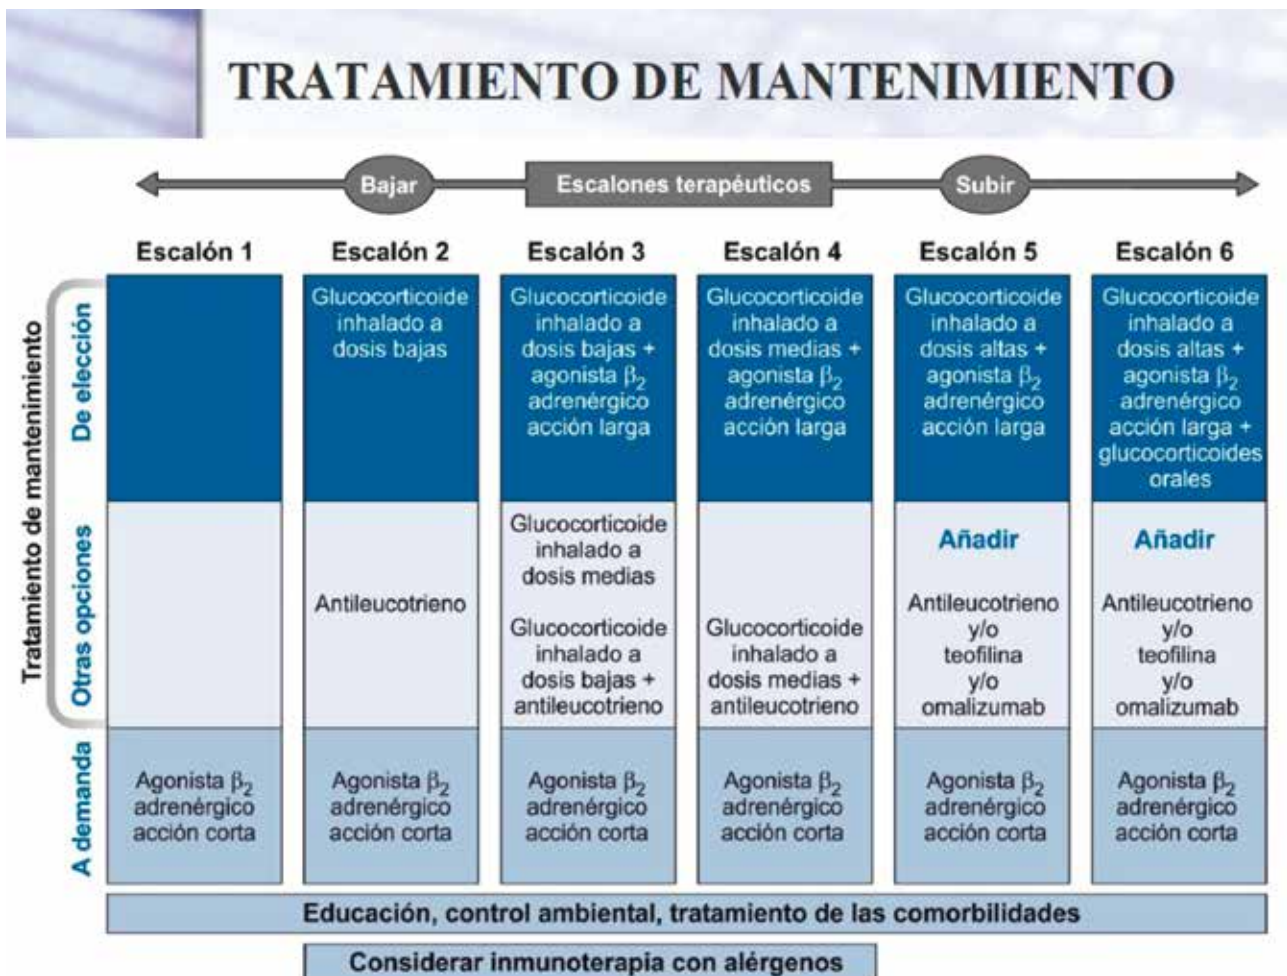 TRATAMIENTO DE MANTENIMIENTO
Bajar
Escalones terapéuticos
Subir
Escalón 1
Escalón 2
Escalón 3
Escalón 4
Escalón 5
Escalón 6
Tratamiento de mantenimiento
De elección
Glucocorticoide
inhalado a
dosis bajas
Glucocorticoide
inhalado a
dosis bajas +
agonista β₂
adrenérgico
acción larga
Glucocorticoide
inhalado a
dosis medias +
agonista β₂
adrenérgico
acción larga
Glucocorticoide
inhalado a
dosis altas +
agonista β₂
adrenérgico
acción larga
Glucocorticoide
inhalado a
dosis altas +
agonista β₂
adrenérgico
acción larga +
glucocorticoides
orales
Otras opciones
Antileucotrieno
Glucocorticoide
inhalado a
dosis medias
Glucocorticoide
inhalado a
dosis bajas +
antileucotrieno
Glucocorticoide
inhalado a
dosis medias +
antileucotrieno
Añadir
Antileucotrieno
y/o
teofilina
y/o
omalizumab
Añadir
Antileucotrieno
y/o
teofilina
y/o
omalizumab
A demanda
Agonista β₂
adrenérgico
acción corta
Agonista β₂
adrenérgico
acción corta
Agonista β₂
adrenérgico
acción corta
Agonista β₂
adrenérgico
acción corta
Agonista β₂
adrenérgico
acción corta
Agonista β₂
adrenérgico
acción corta
Educación, control ambiental, tratamiento de las comorbilidades
Considerar inmunoterapia con alérgenos